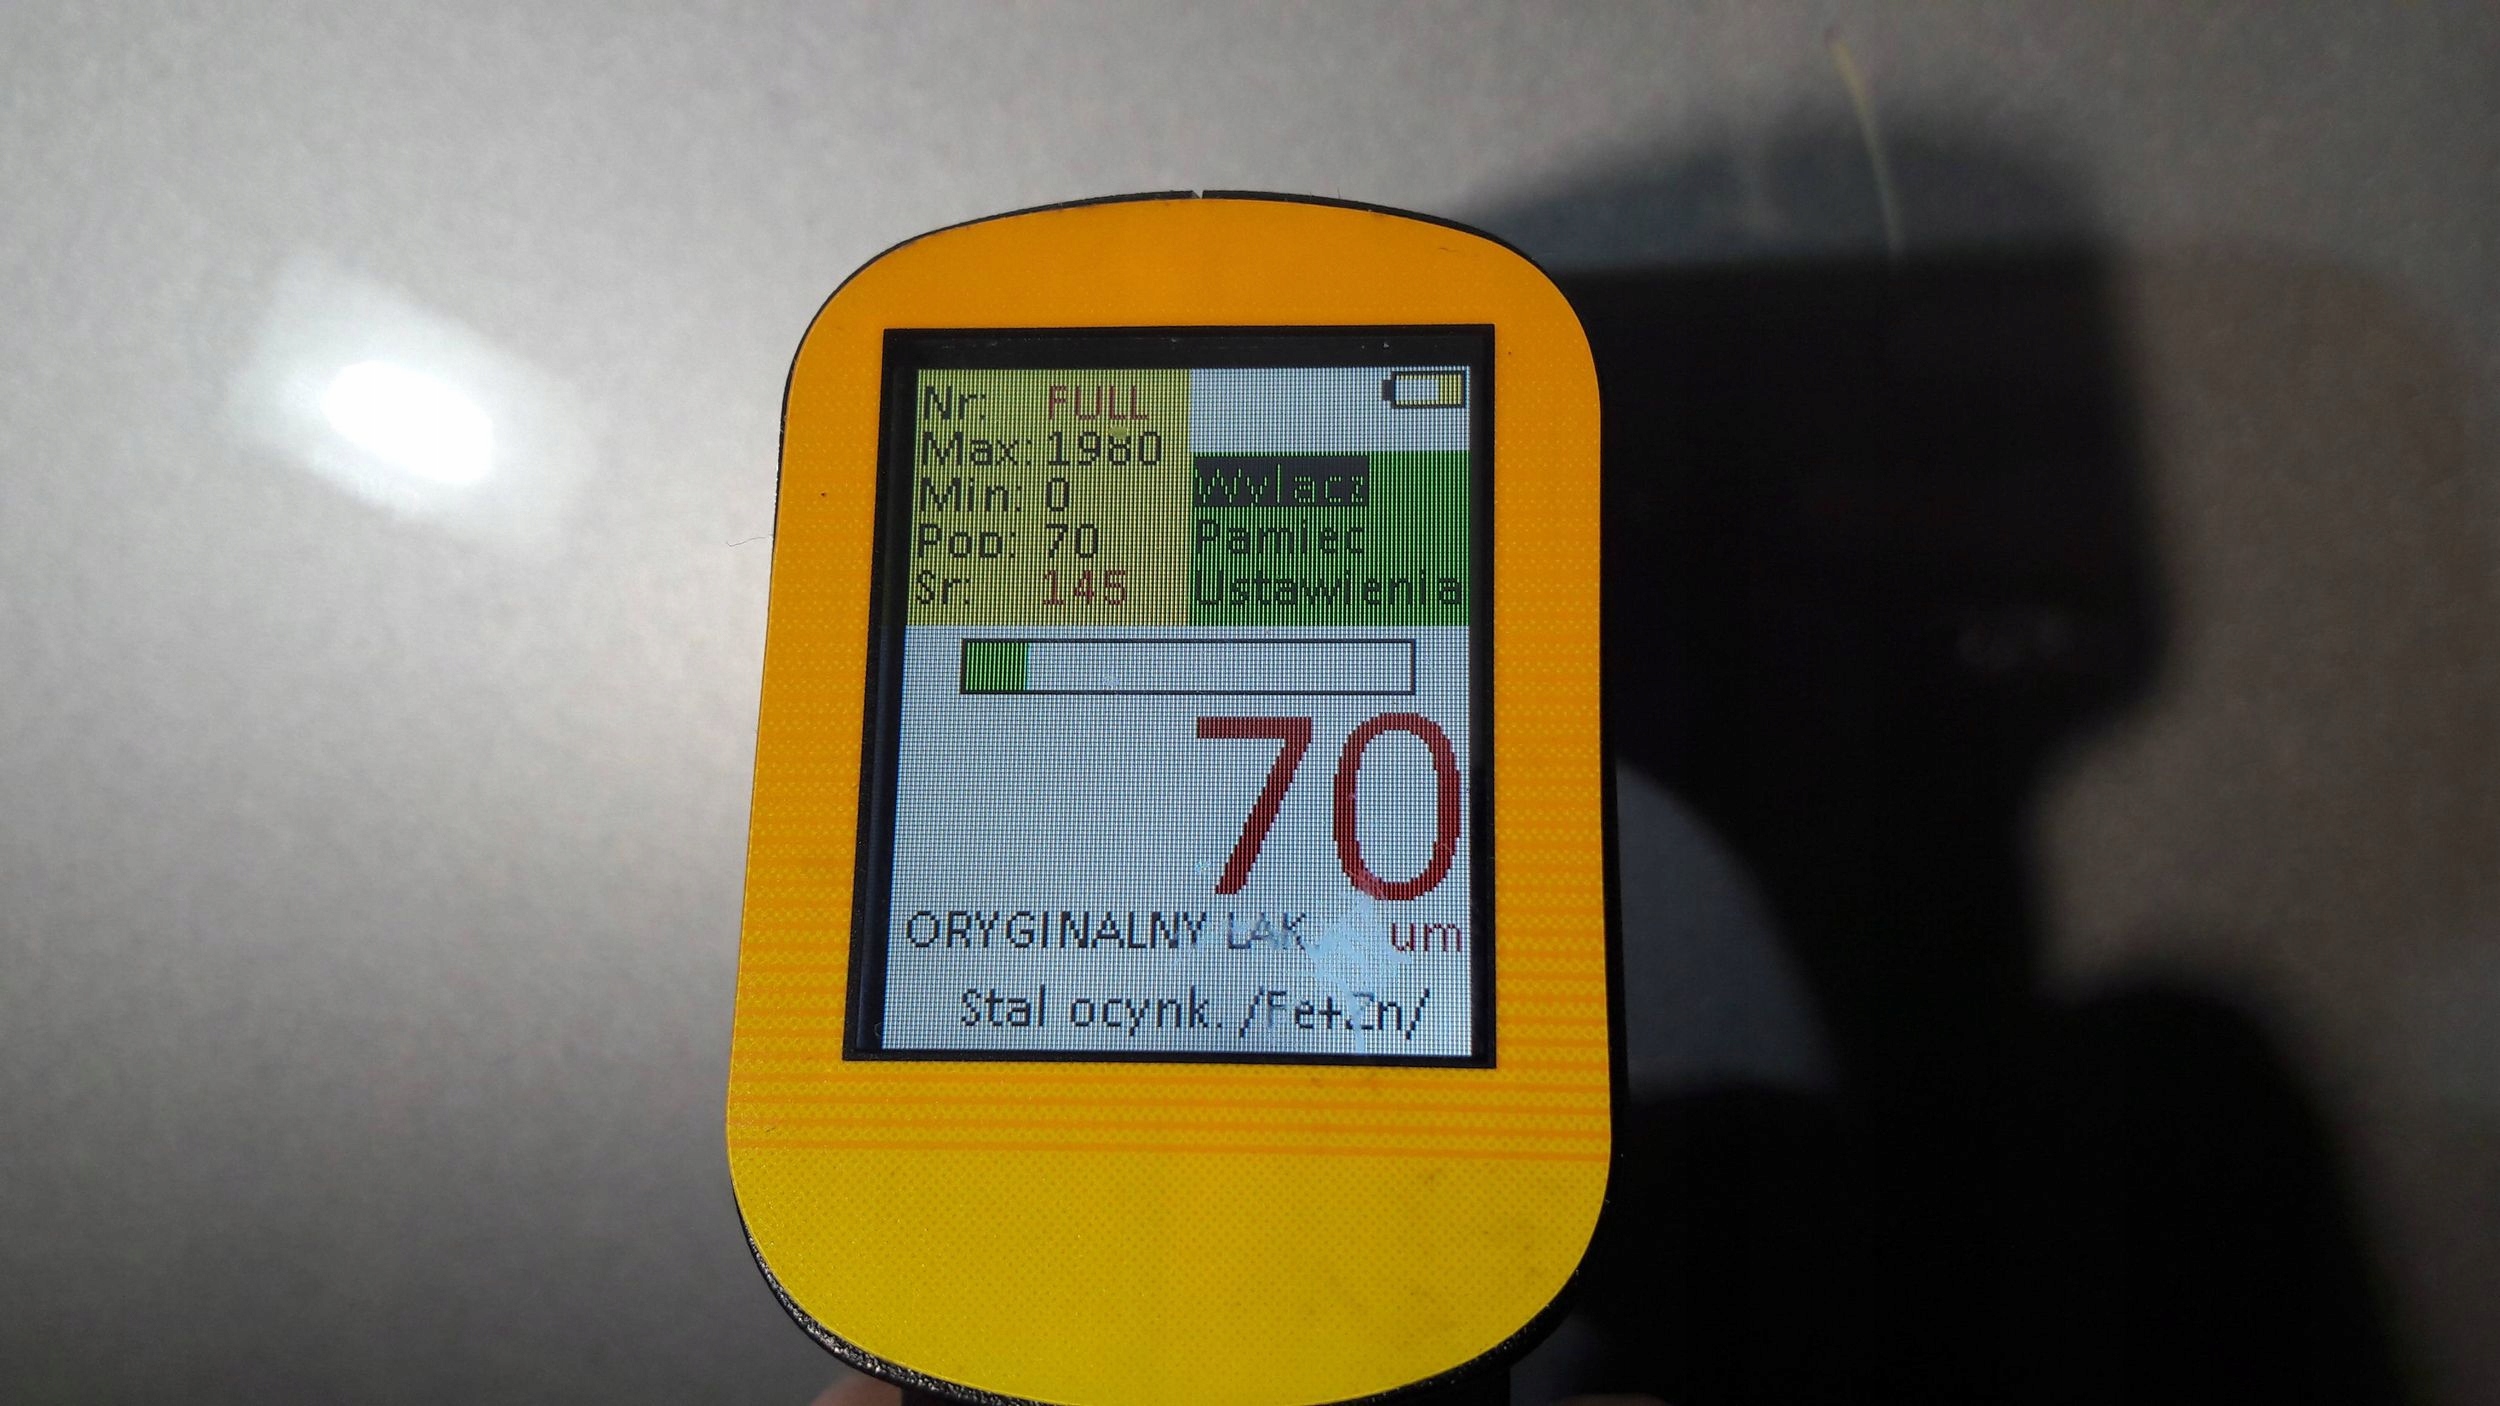 Nr: FULL
Max: 1980
Min: 0
Pop: 70
Sr: 145
Wylacz
Pamiec
Ustawienia
70
ORYGINALNY LAK. um
Stal ocynk. /Fe+Zn/